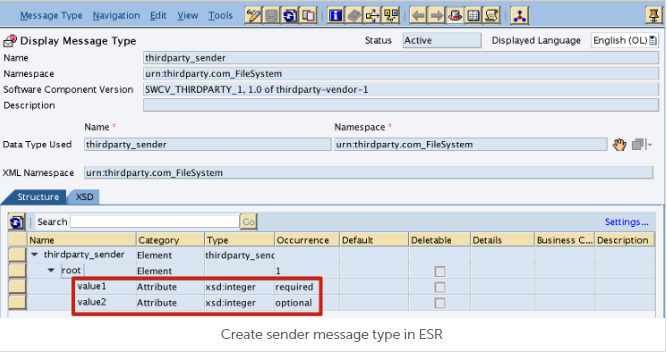 Message Type Navigation Edit View Tools
Display Message Type Status Active Displayed Language English (OL)
Name thirdparty_sender
Namespace urn:thirdparty.com_FileSystem
Software Component Version SWCV_THIRDPARTY_1, 1.0 of thirdparty-vendor-1
Description
Name * Namespace *
Data Type Used thirdparty_sender urn:thirdparty.com_FileSystem
XML Namespace urn:thirdparty.com_FileSystem
Structure XSD
Search Go Settings...
Name Category Type Occurrence Default Deletable Details Business C... Description
thirdparty_sender Element thirdparty_senc
root Element 1
value1 Attribute xsd:integer required
value2 Attribute xsd:integer optional
Create sender message type in ESR